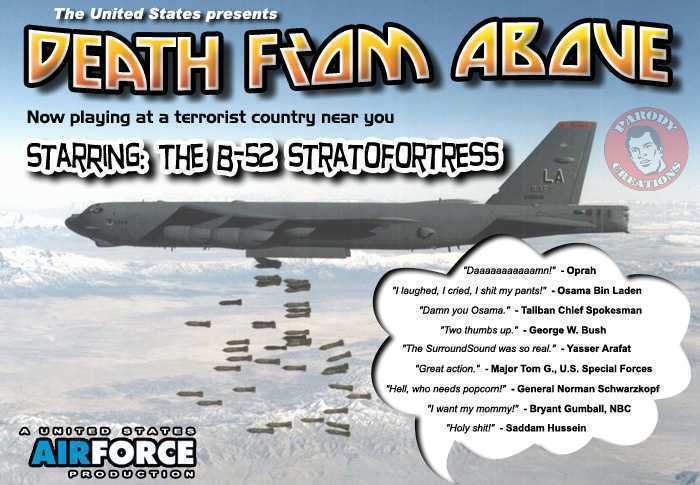 The United States presents
DEATH FROM ABOVE
Now playing at a terrorist country near you
STARRING: THE B-52 STRATOFORTRESS
PARODY CREATIONS
LA
"Daaaaaaaaaaamn!" - Oprah
"I laughed, I cried, I shit my pants!" - Osama Bin Laden
"Damn you Osama." - Taliban Chief Spokesman
"Two thumbs up." - George W. Bush
"The SurroundSound was so real." - Yasser Arafat
"Great action." - Major Tom G., U.S. Special Forces
"Hell, who needs popcorn!" - General Norman Schwarzkopf
"I want my mommy!" - Bryant Gumball, NBC
"Holy shit!" - Saddam Hussein
A UNITED STATES
AIRFORCE
PRODUCTION